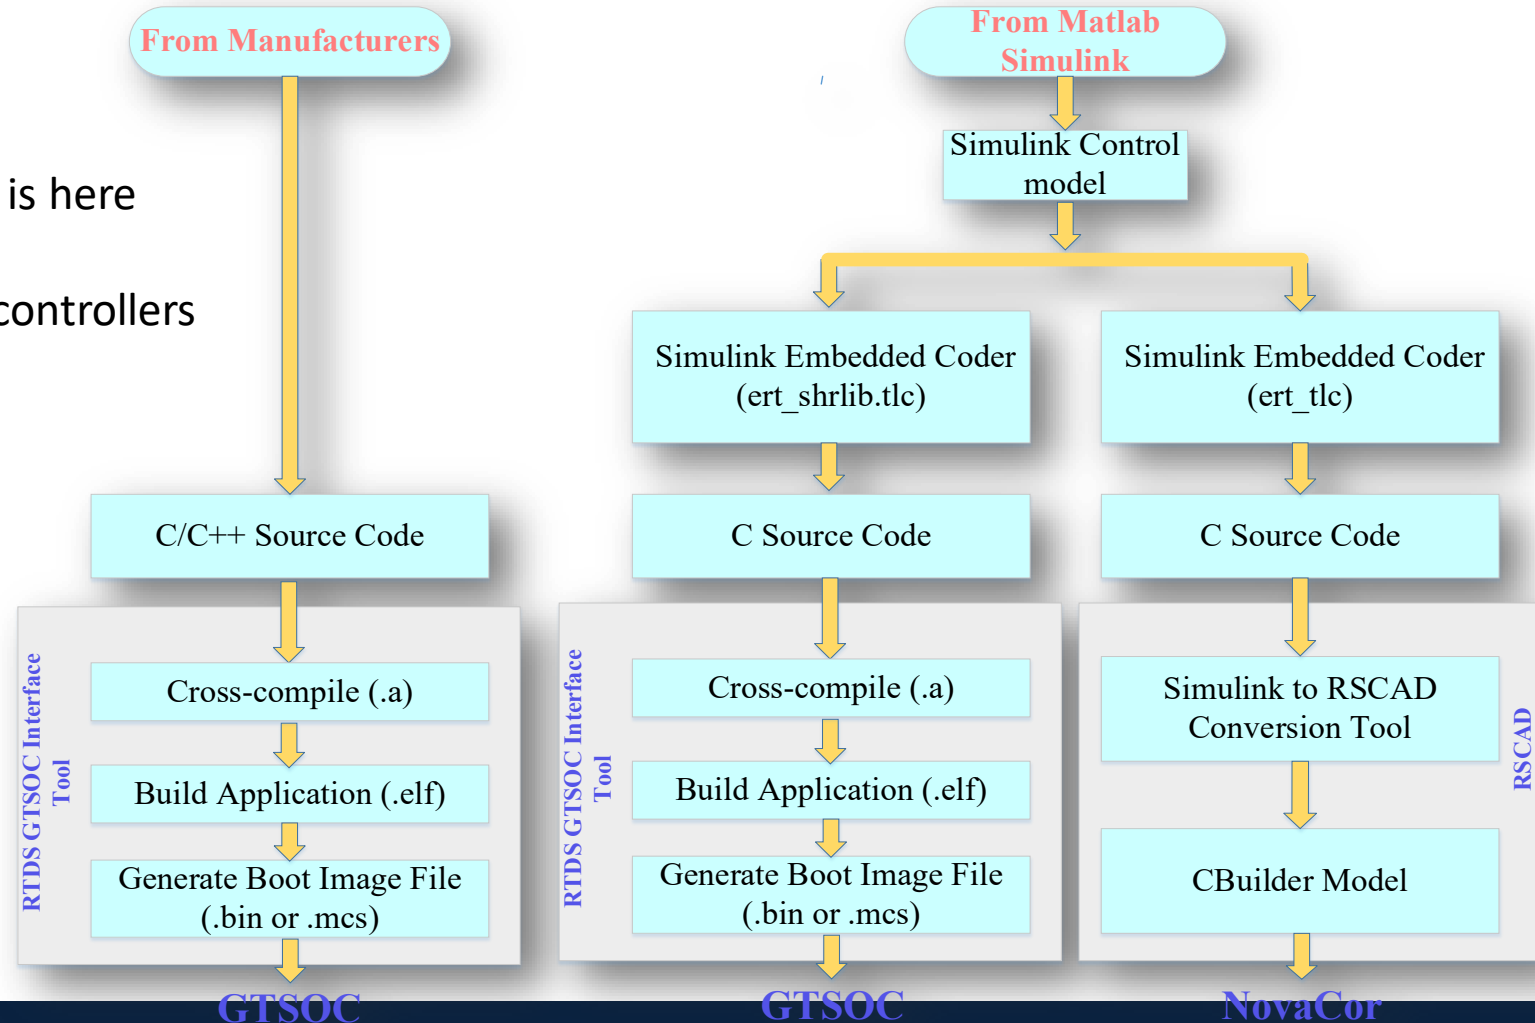 From Manufacturers
is here
controllers
C/C++ Source Code
RTDS GTSOC Interface
Tool
Cross-compile (.a)
Build Application (.elf)
Generate Boot Image File
(.bin or .mcs)
GTSOC
From Matlab
Simulink
Simulink Control
model
Simulink Embedded Coder
(ert_shrlib.tlc)
C Source Code
RTDS GTSOC Interface
Tool
Cross-compile (.a)
Build Application (.elf)
Generate Boot Image File
(.bin or .mcs)
GTSOC
Simulink Embedded Coder
(ert_tlc)
C Source Code
Simulink to RSCAD
Conversion Tool
CBuilder Model
RSCAD
NovaCor